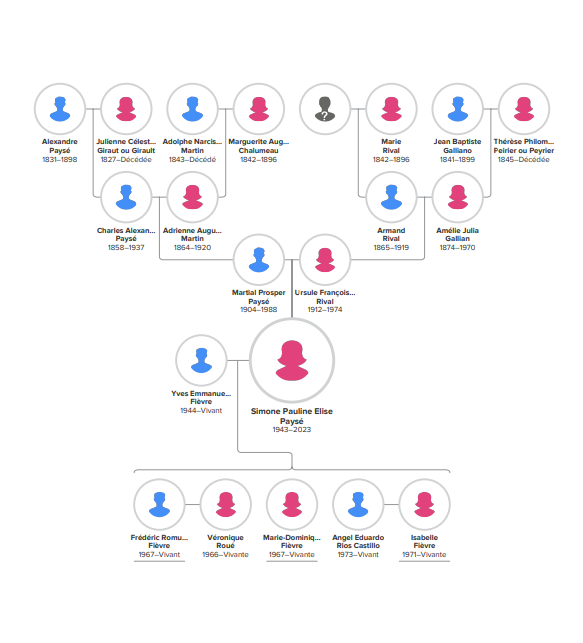 ?
Alexandre
Paysé
1831–1898
Julienne Célest...
Giraut ou Girault
1827–Décédée
Adolphe Narcis...
Martin
1843–Décédé
Marguerite Aug...
Chalumeau
1842–1896
Marie
Rival
1842–1896
Jean Baptiste
Galliano
1841–1899
Thérèse Philom...
Peirier ou Peyrier
1845–Décédée
Charles Alexan...
Paysé
1858–1937
Adrienne Augu...
Martin
1864–1920
Armand
Rival
1865–1919
Amélie Julia
Gallian
1874–1970
Martial Prosper
Paysé
1904–1988
Ursule François...
Rival
1912–1974
Yves Emmanue...
Fièvre
1944–Vivant
Simone Pauline Elise
Paysé
1943–2023
Frédéric Romu...
Fièvre
1967–Vivant
Véronique
Roué
1966–Vivante
Marie-Dominiq...
Fièvre
1967–Vivante
Angel Eduardo
Rios Castillo
1973–Vivant
Isabelle
Fièvre
1971–Vivante